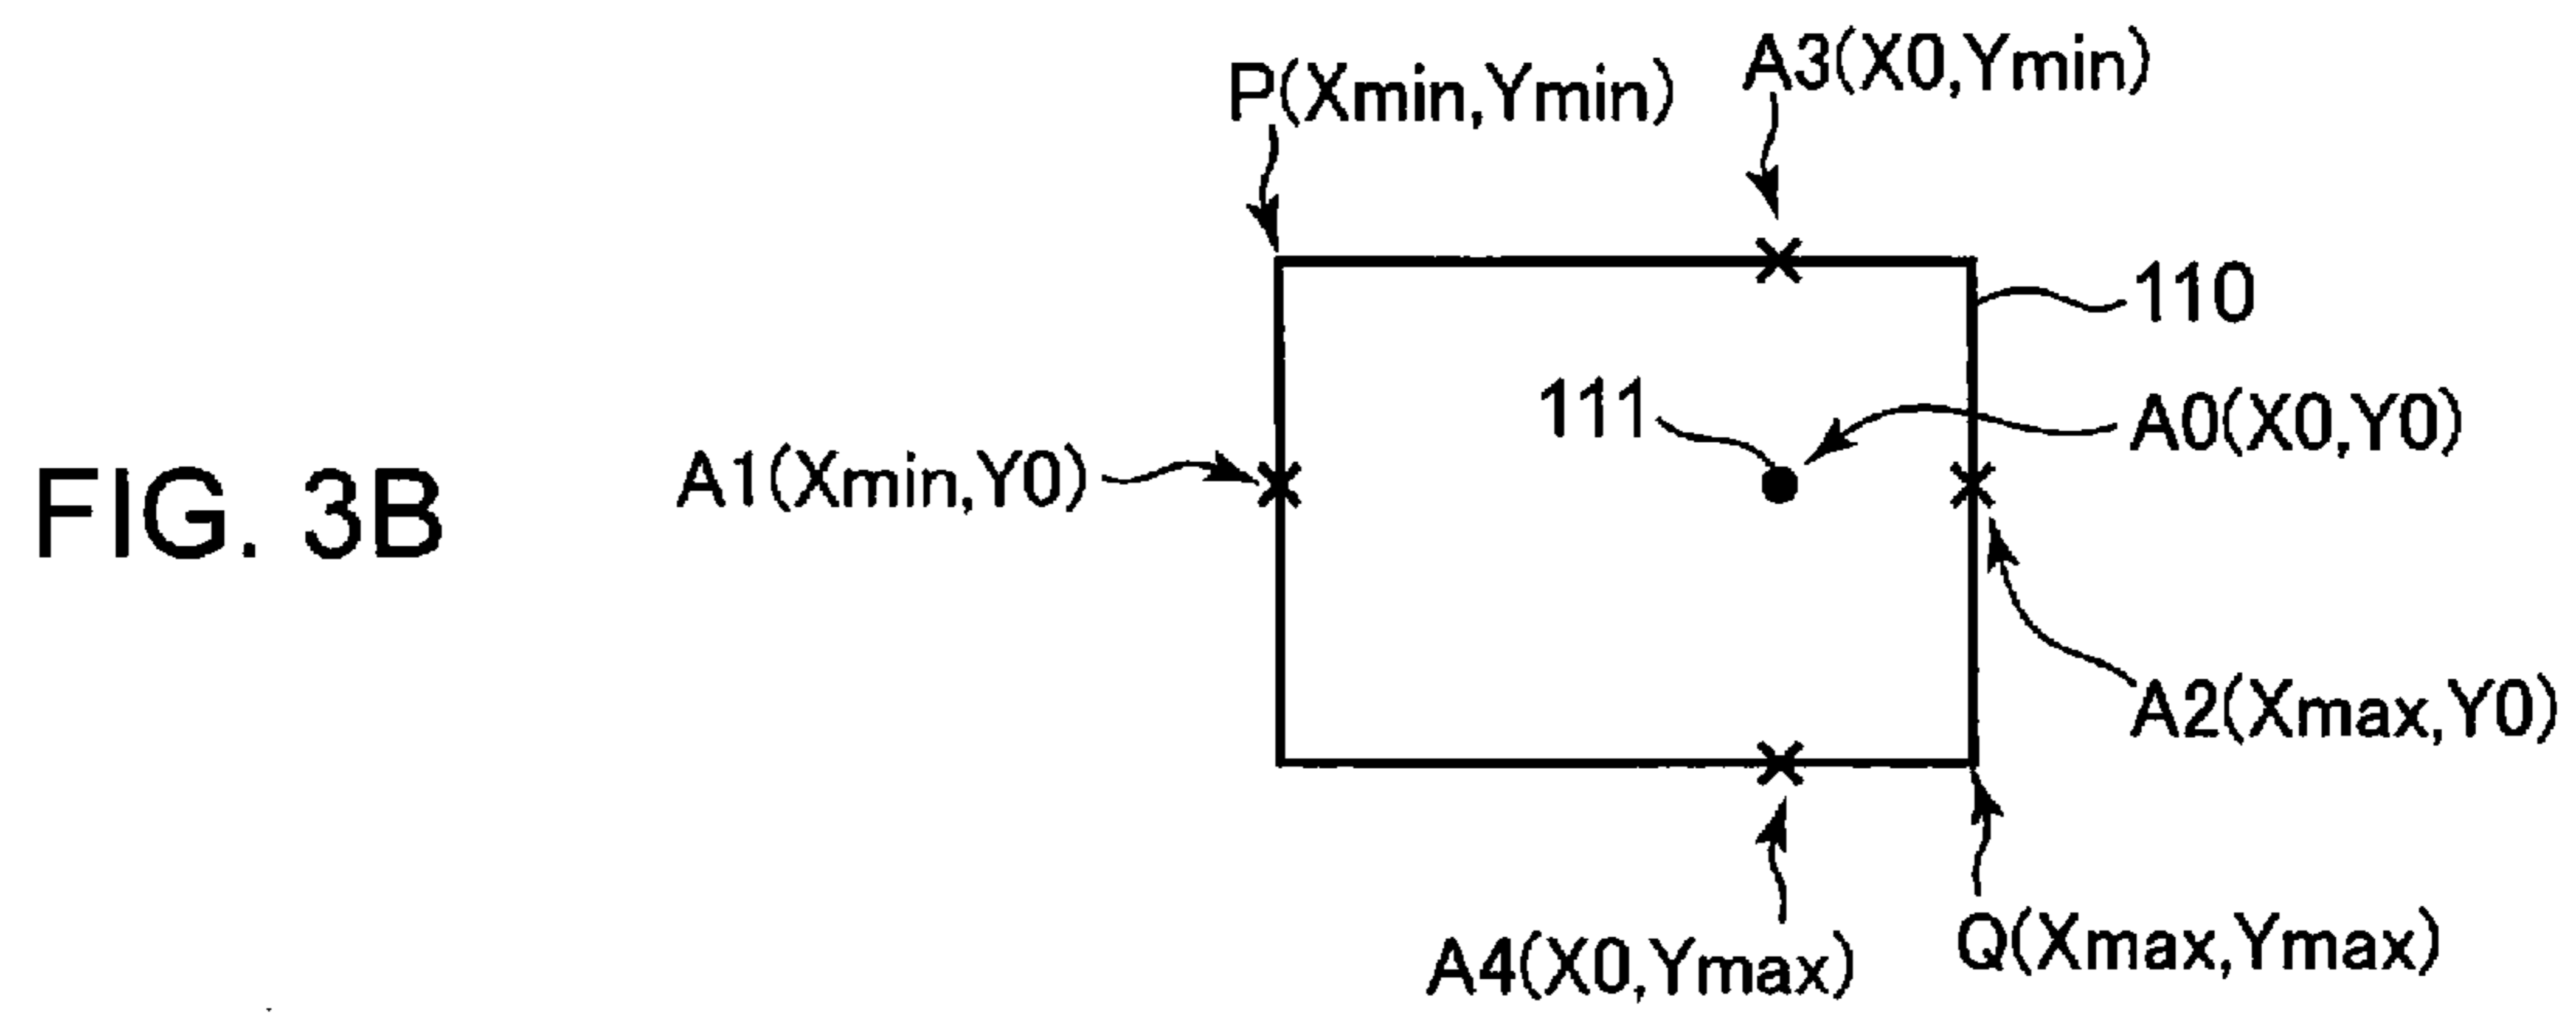 A3(X0,Ymin)
P(Xmin,Ymin)
110
111
A0(X0,Y0)
A1(Xmin,Y0)
FIG. 3B
A2(Xmax,Y0)
Q(Xmax,Ymax)
A4(X0,Ymax)